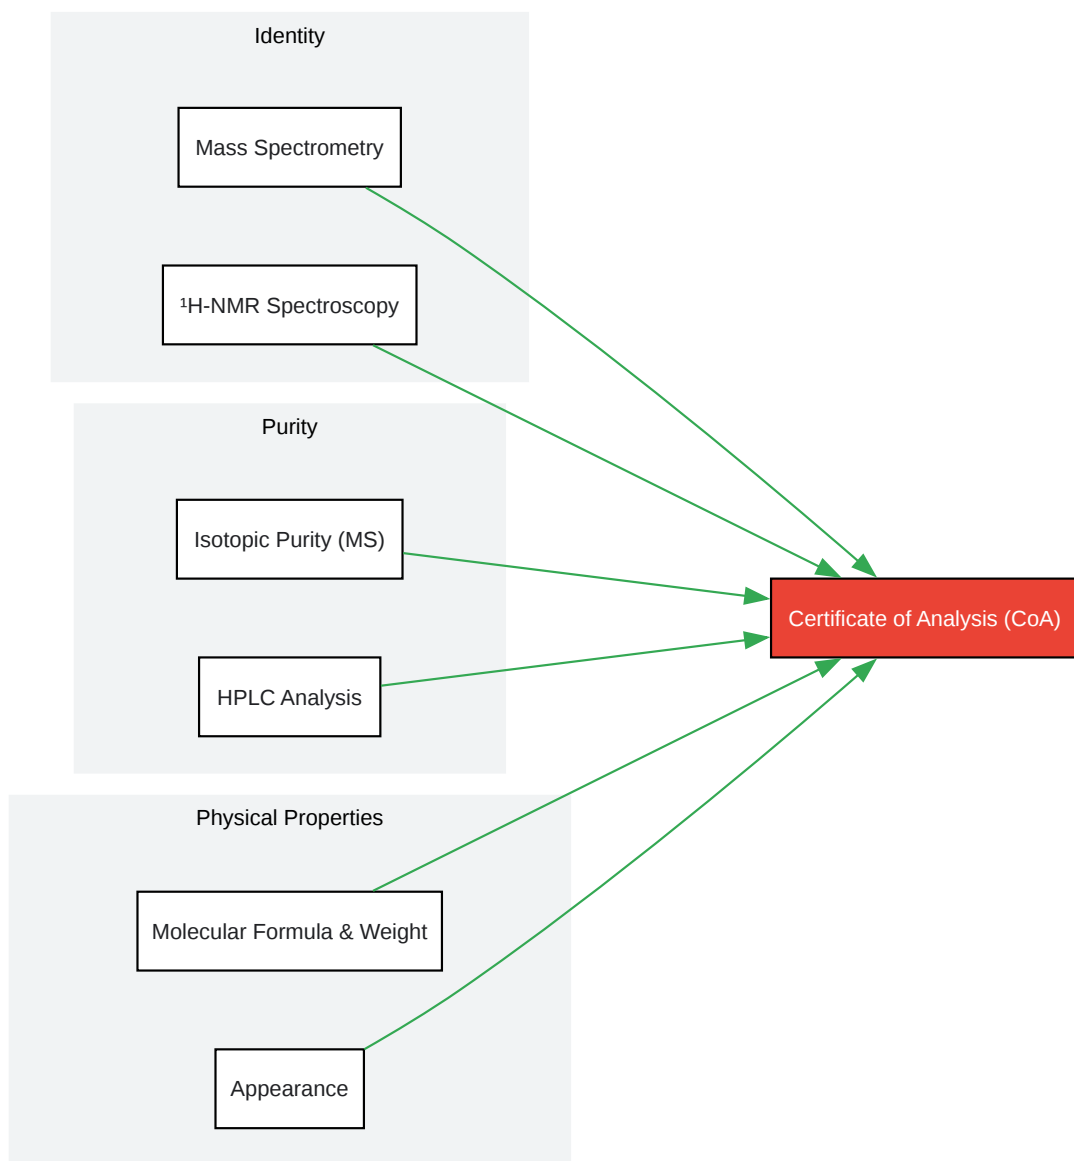 Identity
Mass Spectrometry
¹H-NMR Spectroscopy
Purity
Isotopic Purity (MS)
HPLC Analysis
Certificate of Analysis (CoA)
Physical Properties
Molecular Formula & Weight
Appearance